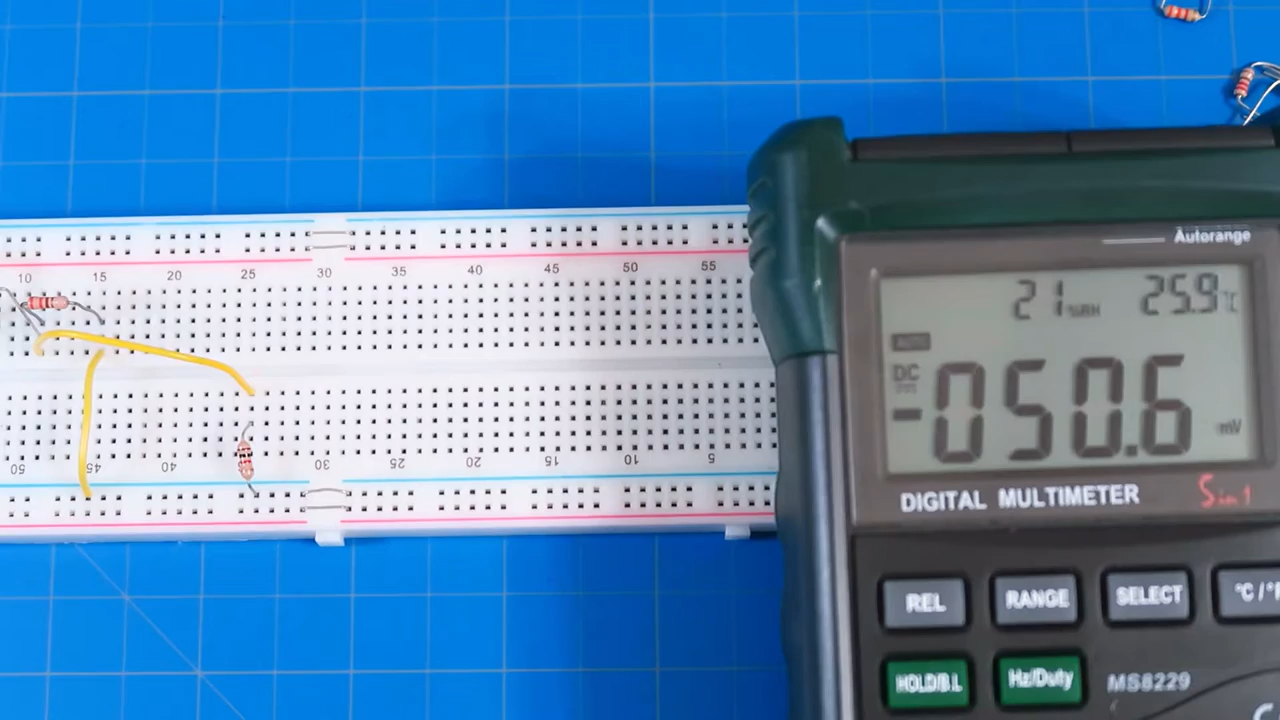 Autorange
21 %RH 25.9 °C
AUTO
DC
-050.6 mV
DIGITAL MULTIMETER 5 in 1
10 15 20 25 30 35 40 45 50 55
50 45 40 30 25 20 15 10 5
REL RANGE SELECT °C/°F
HOLD/B.L Hz/Duty MS8229